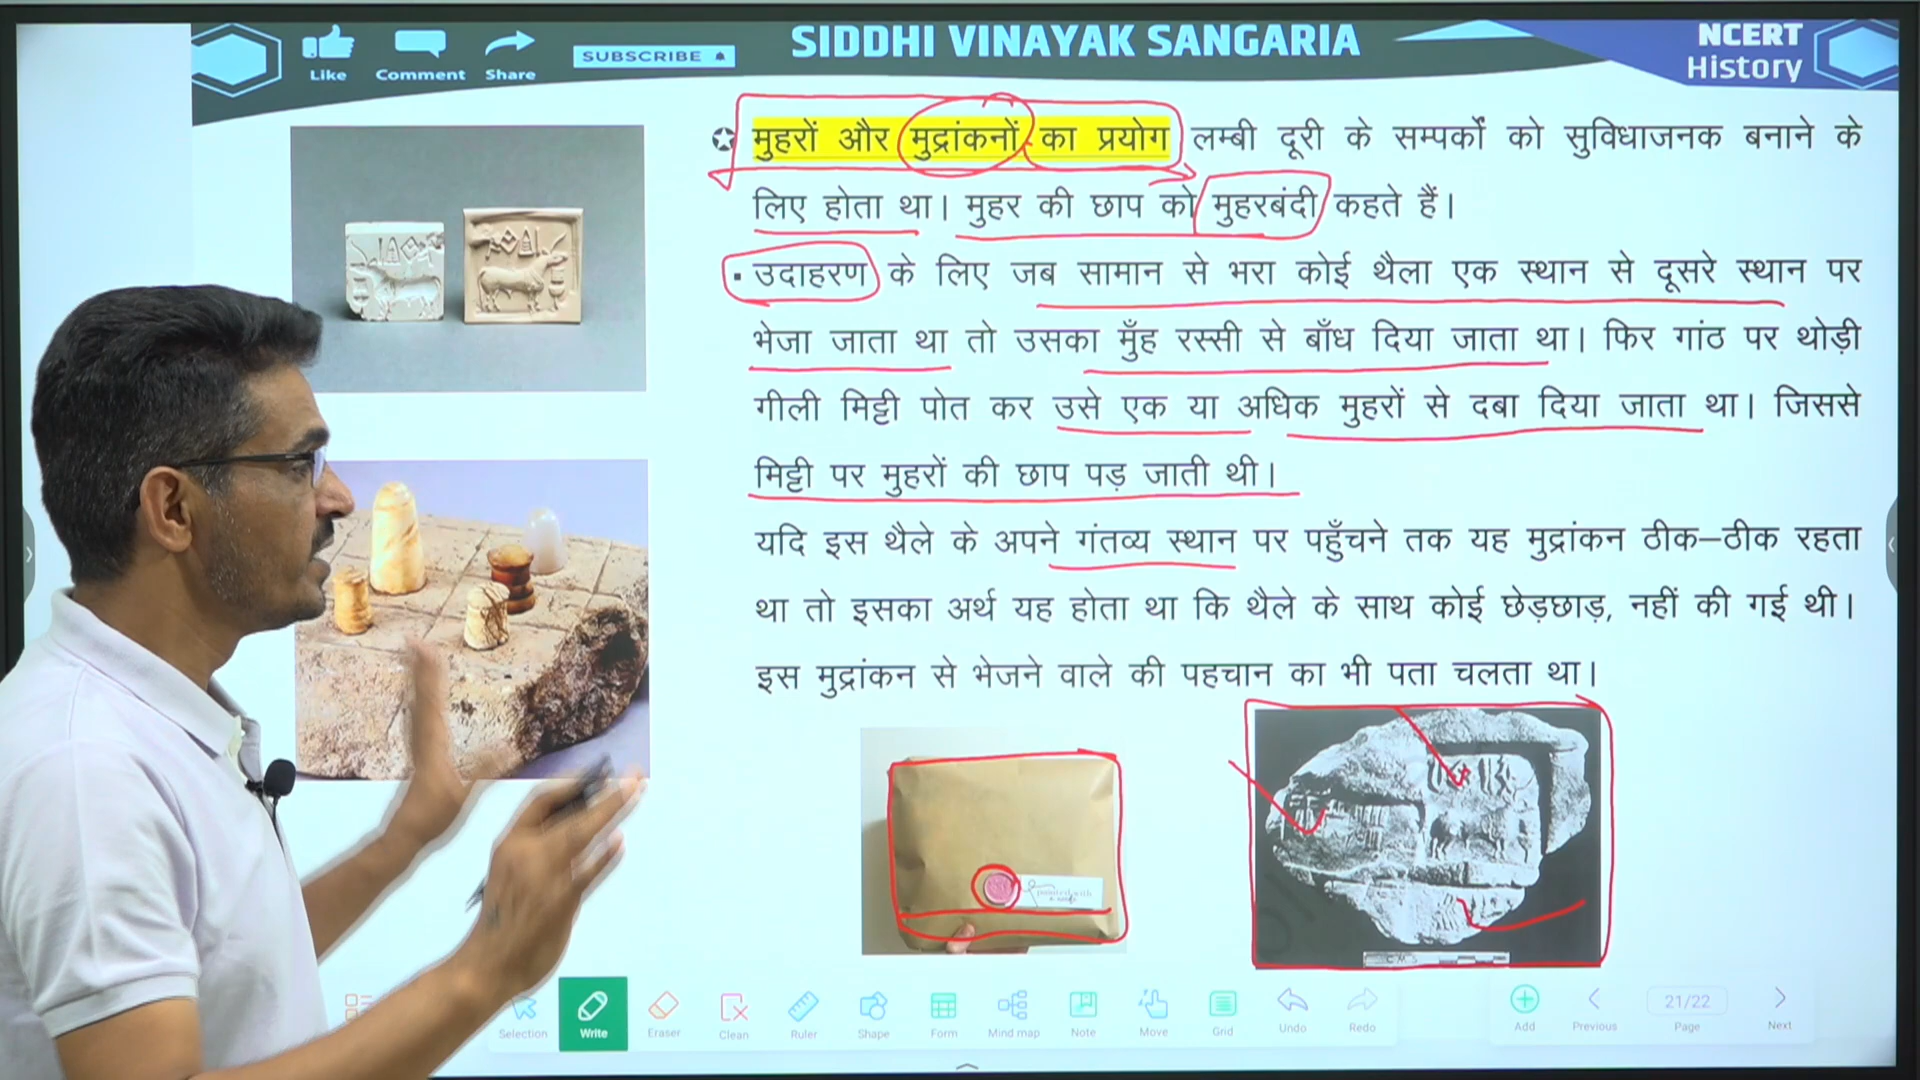 SIDDHI VINAYAK SANGARIA
NCERT
History
Like
Comment
Share
SUBSCRIBE
मुहरों और मुद्रांकनों का प्रयोग लम्बी दूरी के सम्पर्कों को सुविधाजनक बनाने के
लिए होता था। मुहर की छाप को मुहरबंदी कहते हैं।
▪ उदाहरण के लिए जब सामान से भरा कोई थैला एक स्थान से दूसरे स्थान पर
भेजा जाता था तो उसका मुँह रस्सी से बाँध दिया जाता था। फिर गांठ पर थोड़ी
गीली मिट्टी पोत कर उसे एक या अधिक मुहरों से दबा दिया जाता था। जिससे
मिट्टी पर मुहरों की छाप पड़ जाती थी।
यदि इस थैले के अपने गंतव्य स्थान पर पहुँचने तक यह मुद्रांकन ठीक–ठीक रहता
था तो इसका अर्थ यह होता था कि थैले के साथ कोई छेड़छाड़, नहीं की गई थी।
इस मुद्रांकन से भेजने वाले की पहचान का भी पता चलता था।
CMS
Selection
Write
Eraser
Clean
Ruler
Shape
Form
Mind map
Note
Move
Grid
Undo
Redo
Add
Previous
21/22
Page
Next